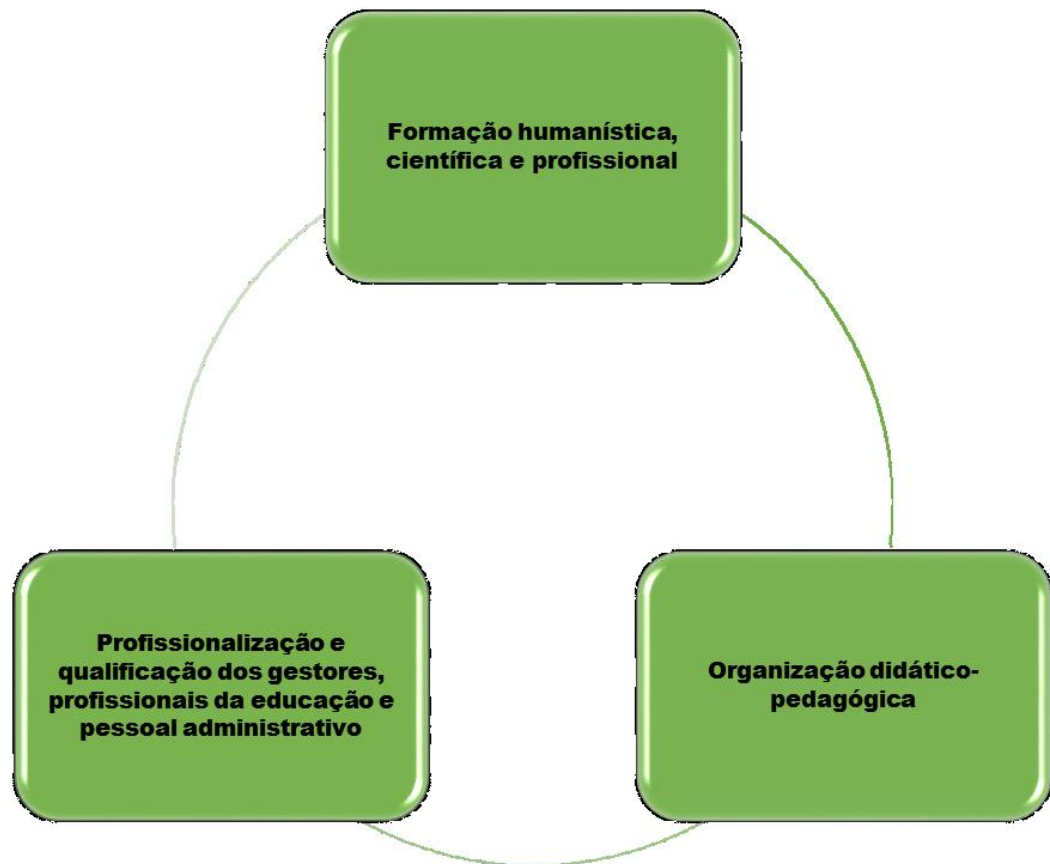 Formação humanística,
científica e profissional
Profissionalização e
qualificação dos gestores,
profissionais da educação e
pessoal administrativo
Organização didático-
pedagógica